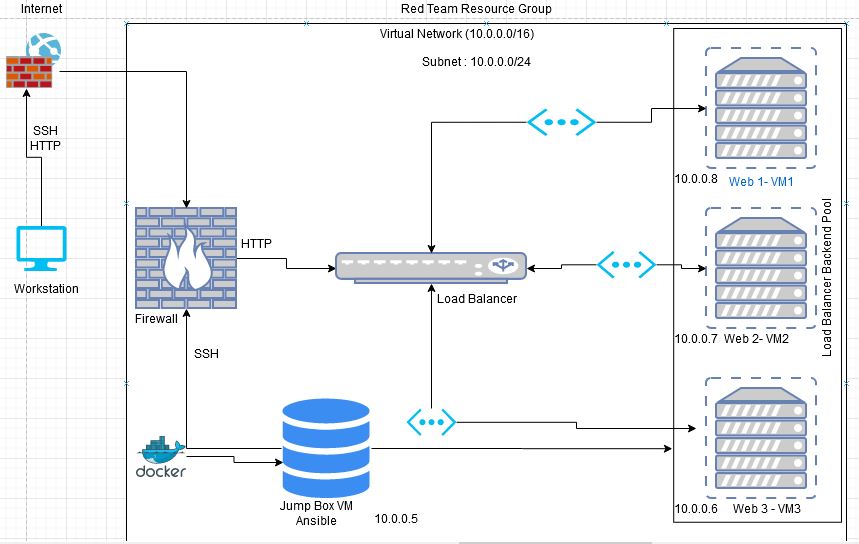 Internet
Red Team Resource Group
Virtual Network (10.0.0.0/16)
Subnet : 10.0.0.0/24
SSH
HTTP
10.0.0.8
Web 1- VM1
HTTP
Workstation
Load Balancer
Firewall
10.0.0.7
Web 2- VM2
Load Balancer Backend Pool
SSH
docker
Jump Box VM
Ansible
10.0.0.5
10.0.0.6
Web 3 - VM3